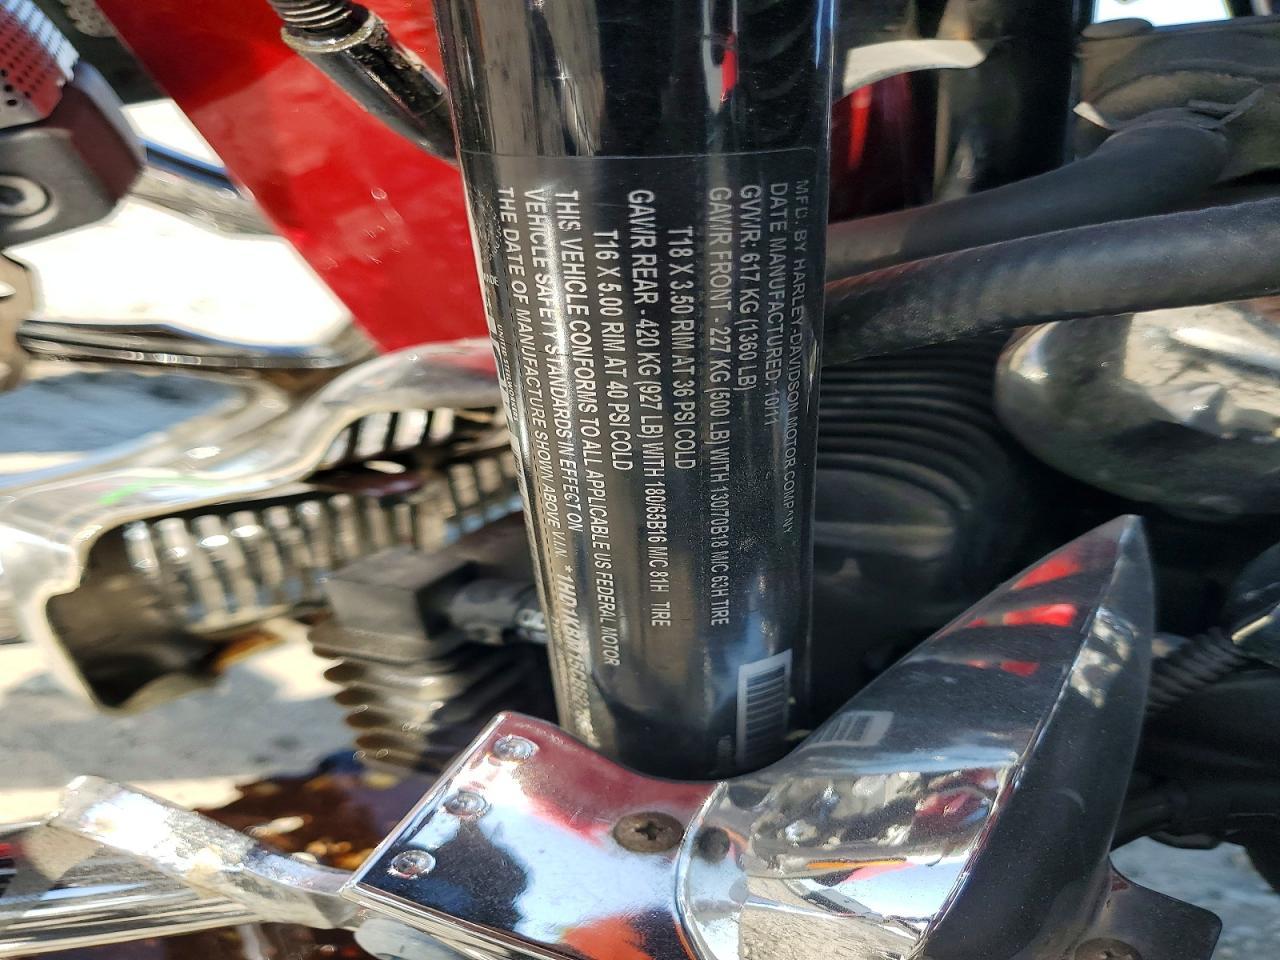 MFD. BY HARLEY-DAVIDSON MOTOR COMPANY
DATE MANUFACTURED: 10/11
GVWR: 617 KG (1360 LB)
GAWR FRONT - 227 KG (500 LB) WITH 130/70B18 M/C 63H TIRE
T18 X 3.50 RIM AT 36 PSI COLD
GAWR REAR - 420 KG (927 LB) WITH 180/65B16 M/C 81H TIRE
T16 X 5.00 RIM AT 40 PSI COLD
THIS VEHICLE CONFORMS TO ALL APPLICABLE US FEDERAL MOTOR
VEHICLE SAFETY STANDARDS IN EFFECT ON
THE DATE OF MANUFACTURE SHOWN ABOVE V.I.N.